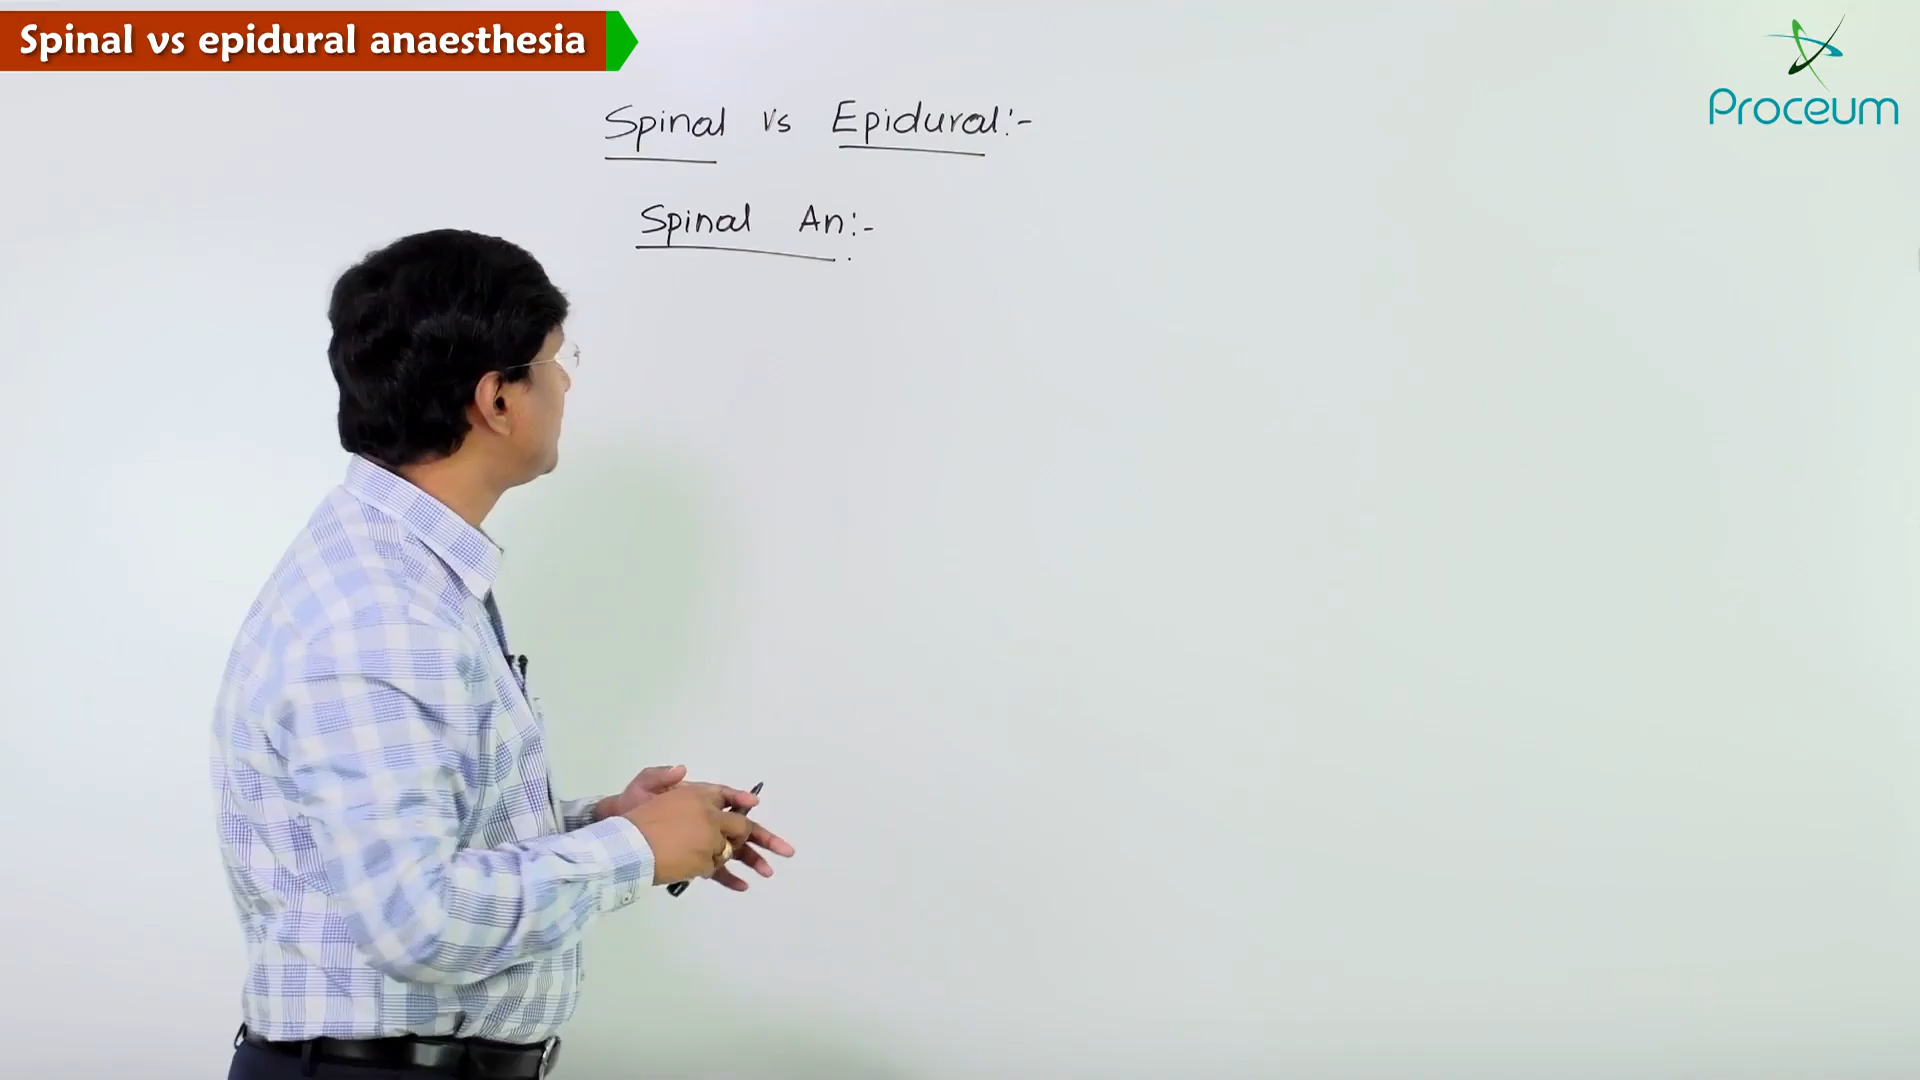 Spinal vs epidural anaesthesia
Proceum
Spinal vs Epidural:-
Spinal An:-